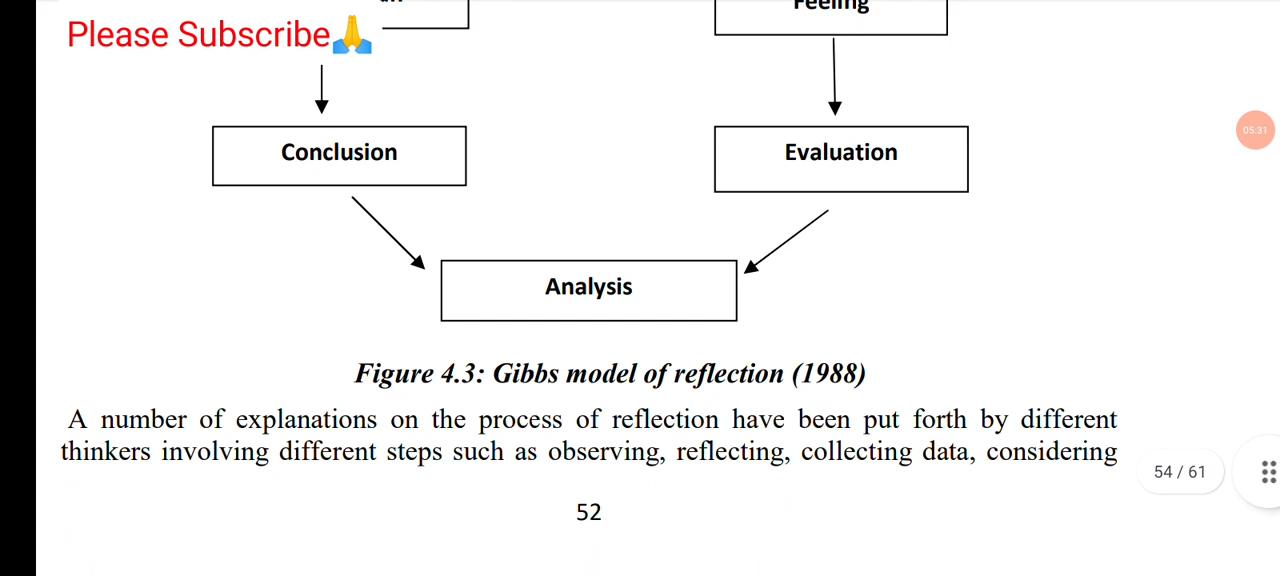 Feeling
Please Subscribe🙏
05:31
Conclusion
Evaluation
Analysis
Figure 4.3: Gibbs model of reflection (1988)
A number of explanations on the process of reflection have been put forth by different
thinkers involving different steps such as observing, reflecting, collecting data, considering
54 / 61
52